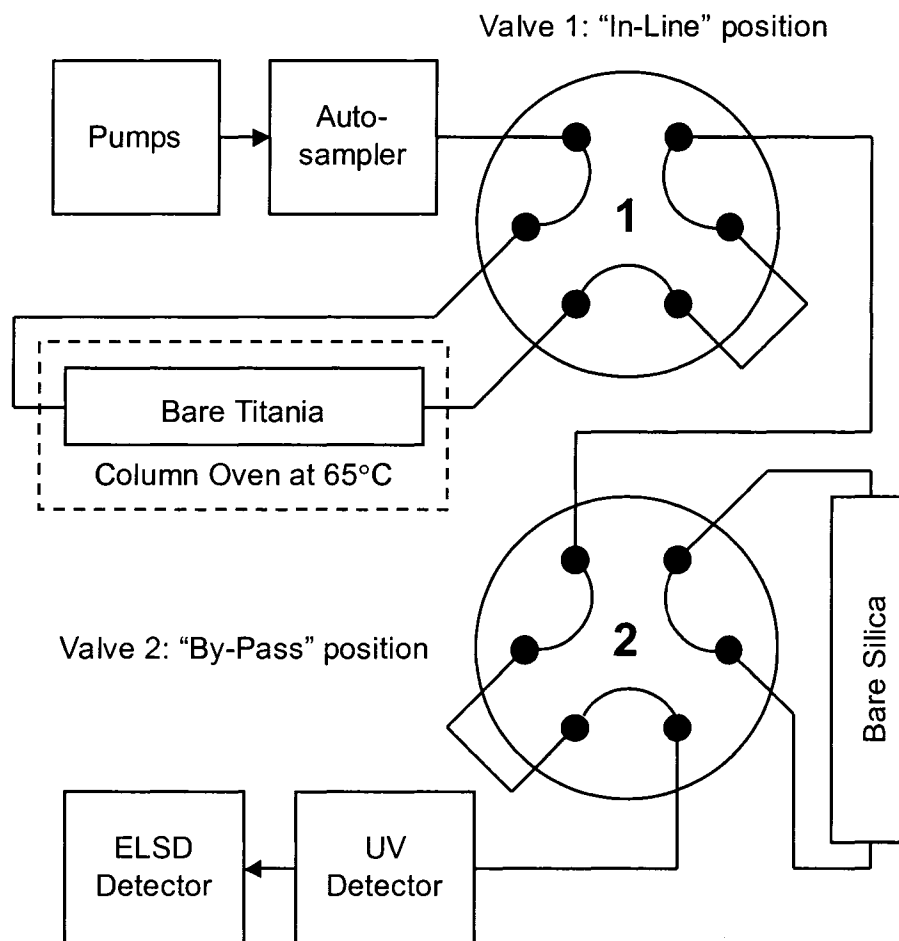 Valve 1: “In-Line” position
Pumps
Auto-
sampler
1
Bare Titania
Column Oven at 65°C
Valve 2: “By-Pass” position
2
Bare Silica
ELSD
Detector
UV
Detector